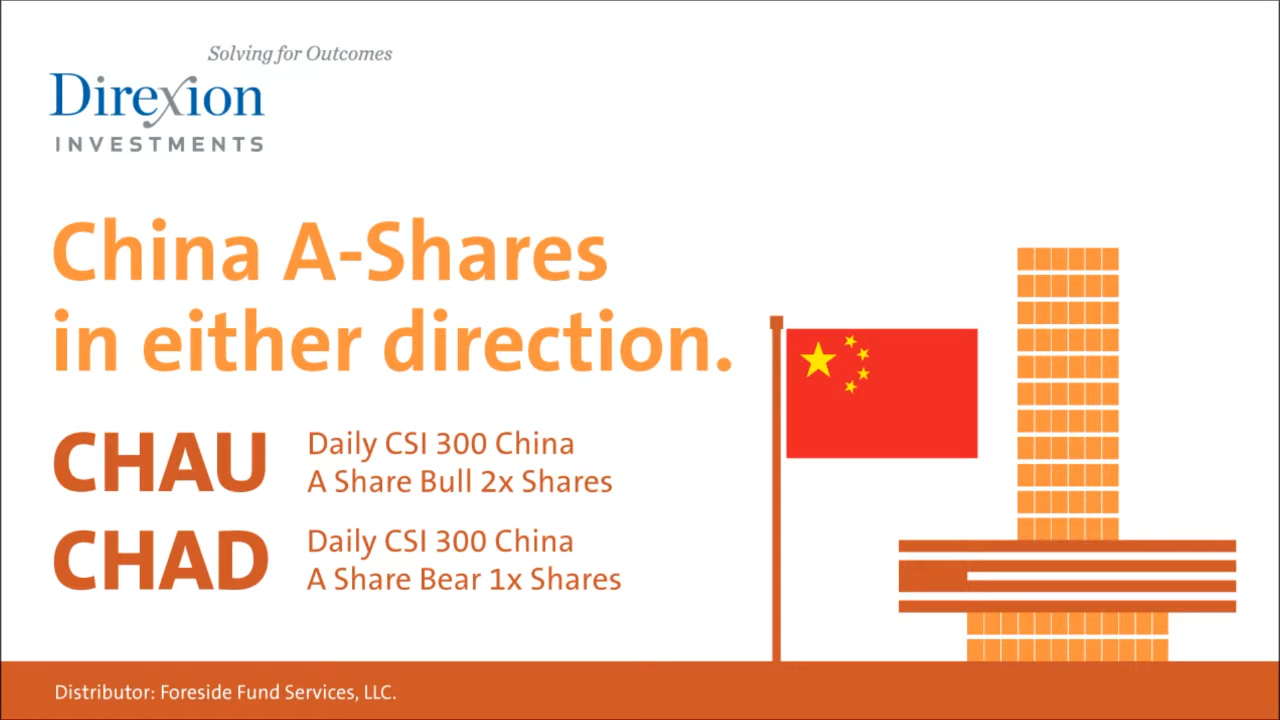 Solving for Outcomes
Direxion
INVESTMENTS
China A-Shares
in either direction.
CHAU
Daily CSI 300 China
A Share Bull 2x Shares
CHAD
Daily CSI 300 China
A Share Bear 1x Shares
Distributor: Foreside Fund Services, LLC.